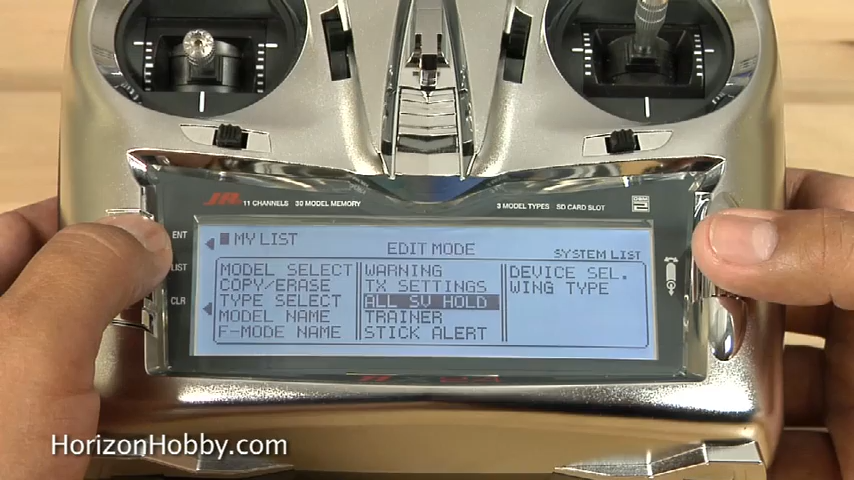 JR 11 CHANNELS 30 MODEL MEMORY
3 MODEL TYPES SD CARD SLOT
ENT
LIST
CLR
MY LIST
EDIT MODE
SYSTEM LIST
MODEL SELECT WARNING DEVICE SEL.
COPY/ERASE TX SETTINGS WING TYPE
TYPE SELECT ALL SV HOLD
MODEL NAME TRAINER
F-MODE NAME STICK ALERT
HorizonHobby.com